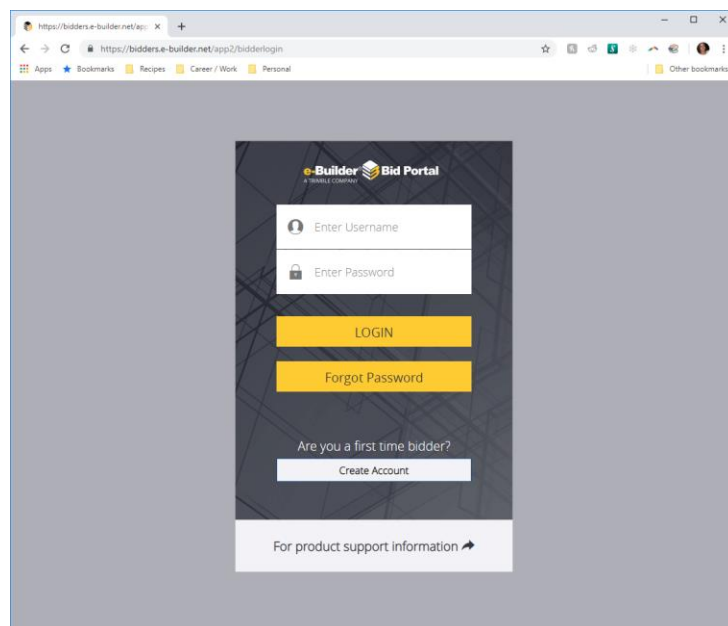 https://bidders.e-builder.net/ap
https://bidders.e-builder.net/app2/bidderlogin
Apps Bookmarks Recipes Career / Work Personal Other bookmarks
e-Builder Bid Portal
A TRIMBLE COMPANY
Enter Username
Enter Password
LOGIN
Forgot Password
Are you a first time bidder?
Create Account
For product support information